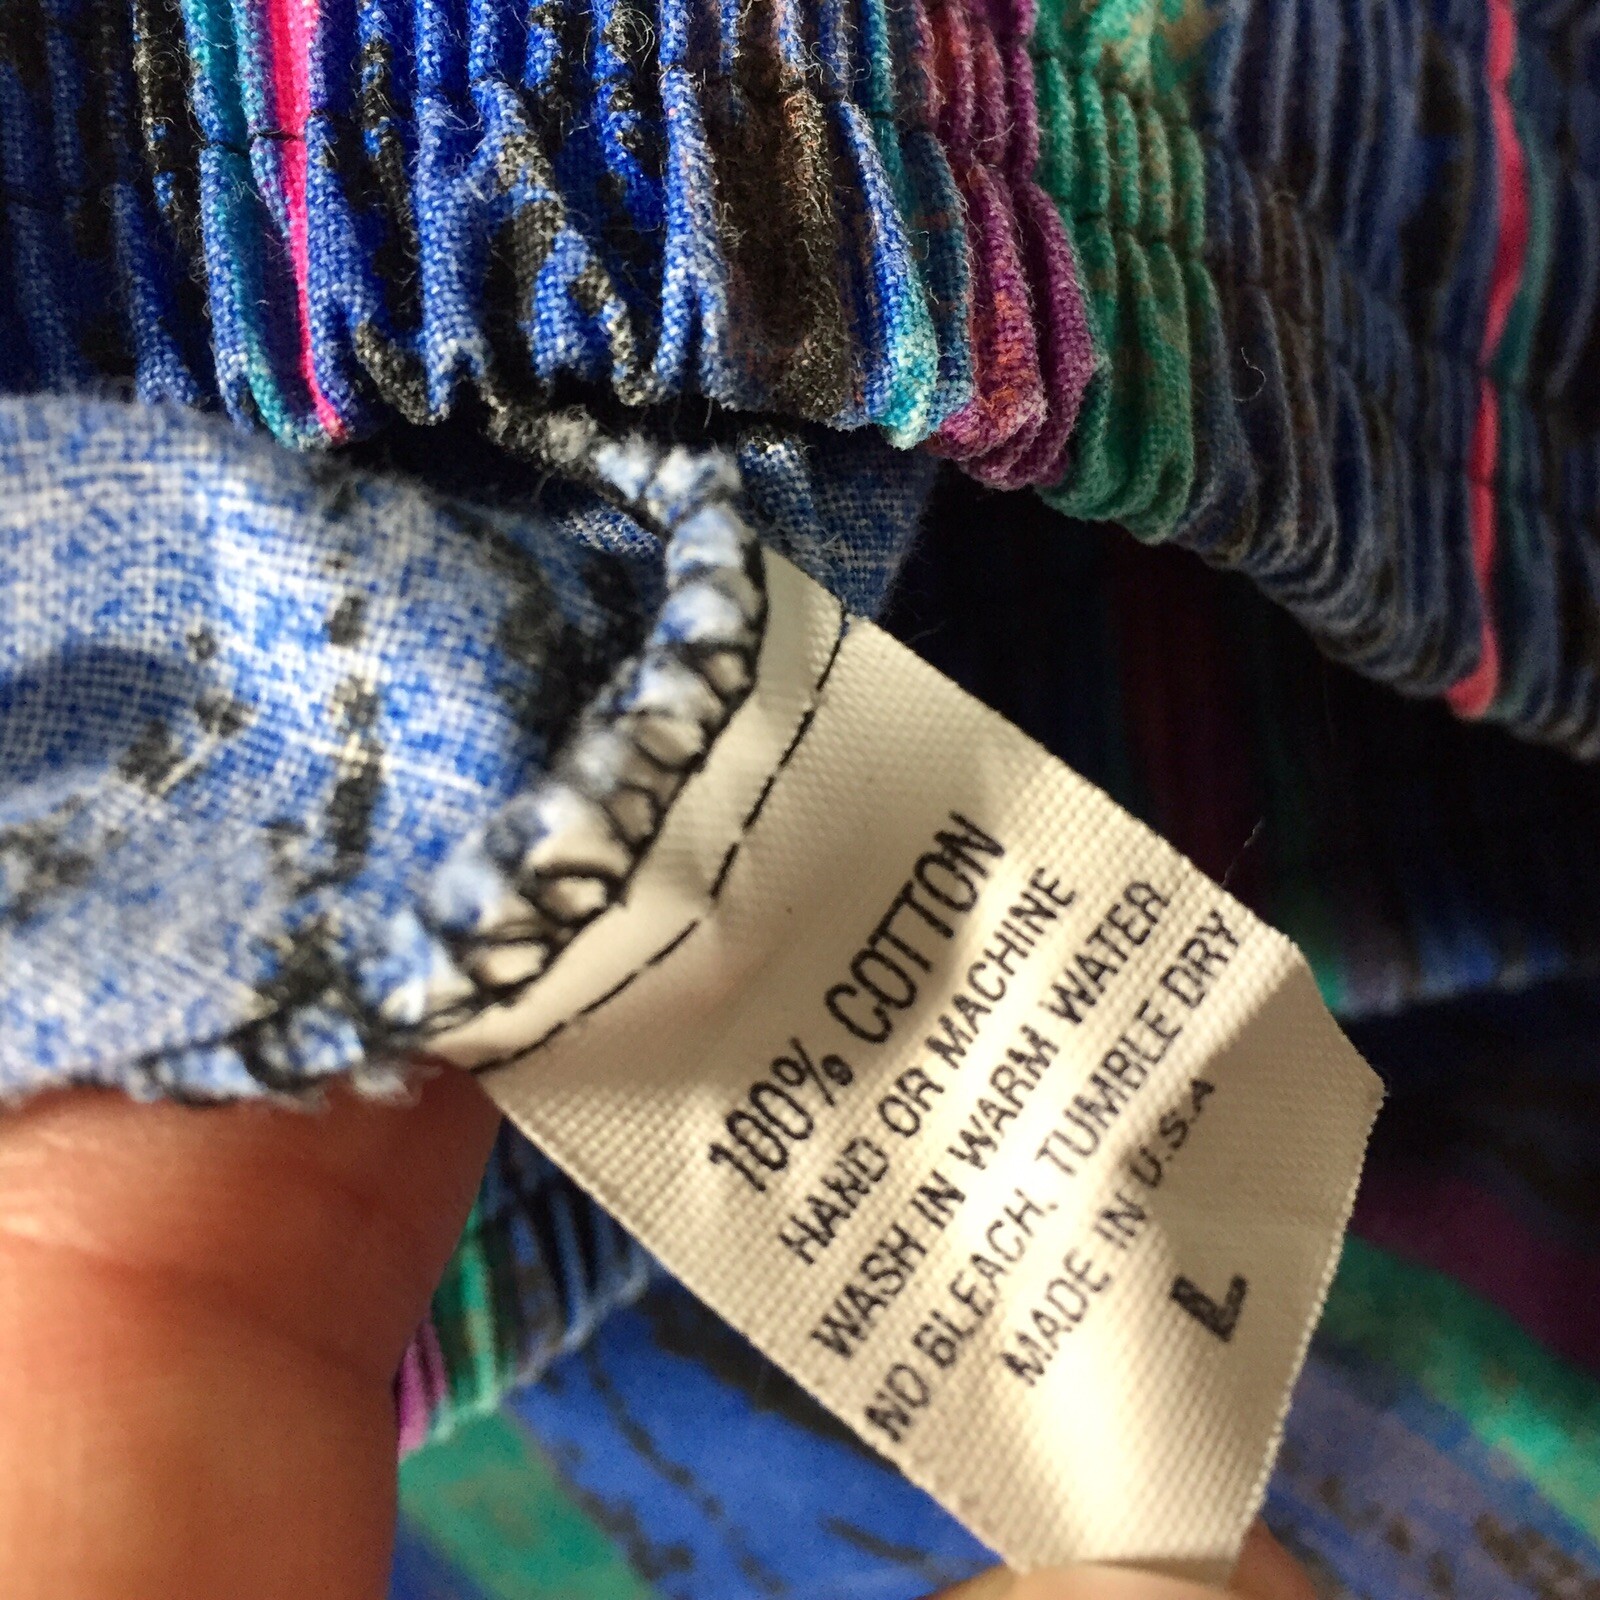 100% COTTON
HAND OR MACHINE
WASH IN WARM WATER
NO BLEACH. TUMBLE DRY
MADE IN U.S.A
L